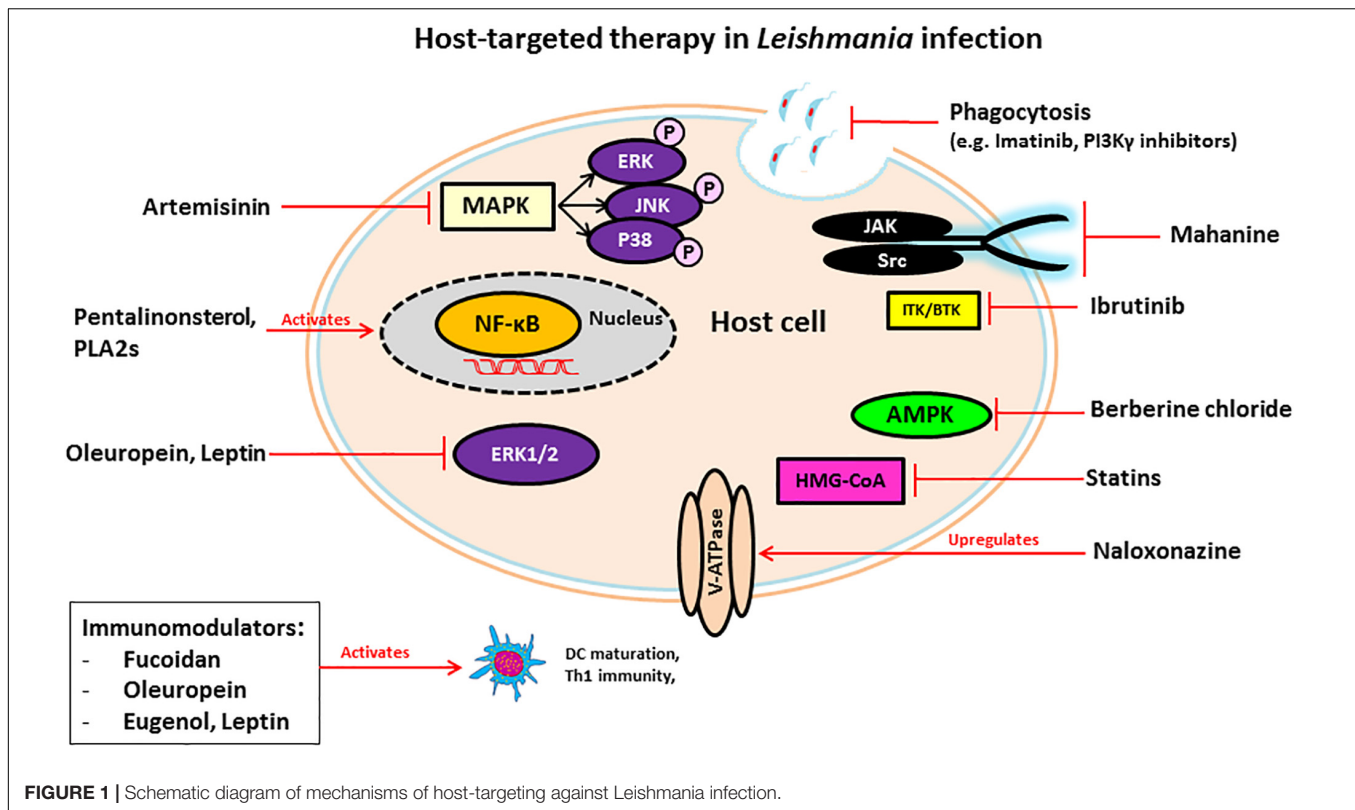 Host-targeted therapy in Leishmania infection
Phagocytosis
(e.g. Imatinib, PI3Kγ inhibitors)
P
ERK
Artemisinin
MAPK
JNK
P
P38
P
JAK
Src
Mahanine
ITK/BTK
Ibrutinib
Pentalinonsterol,
PLA2s
Activates
NF-κB
Nucleus
Host cell
AMPK
Berberine chloride
Oleuropein, Leptin
ERK1/2
HMG-CoA
Statins
V-ATPase
Upregulates
Naloxonazine
Immunomodulators:
- Fucoidan
- Oleuropein
- Eugenol, Leptin
Activates
DC maturation,
Th1 immunity,
FIGURE 1 | Schematic diagram of mechanisms of host-targeting against Leishmania infection.